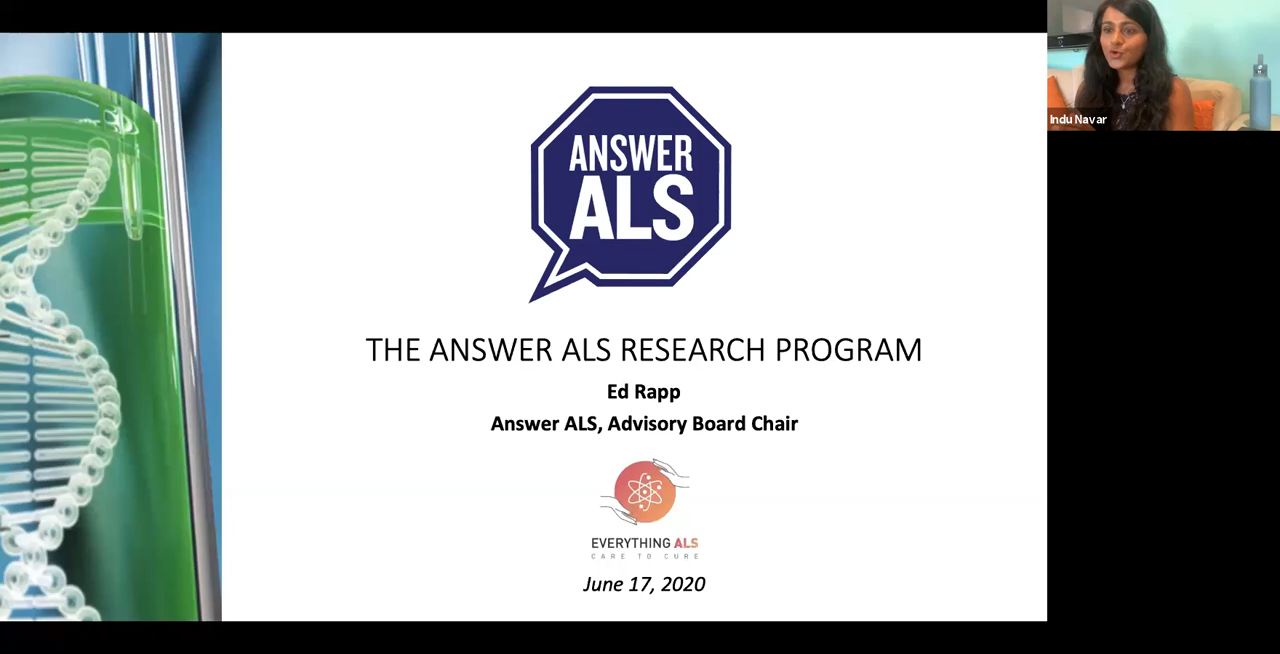 ANSWER
ALS
THE ANSWER ALS RESEARCH PROGRAM
Ed Rapp
Answer ALS, Advisory Board Chair
EVERYTHING ALS
CARE TO CURE
June 17, 2020
Indu Navar